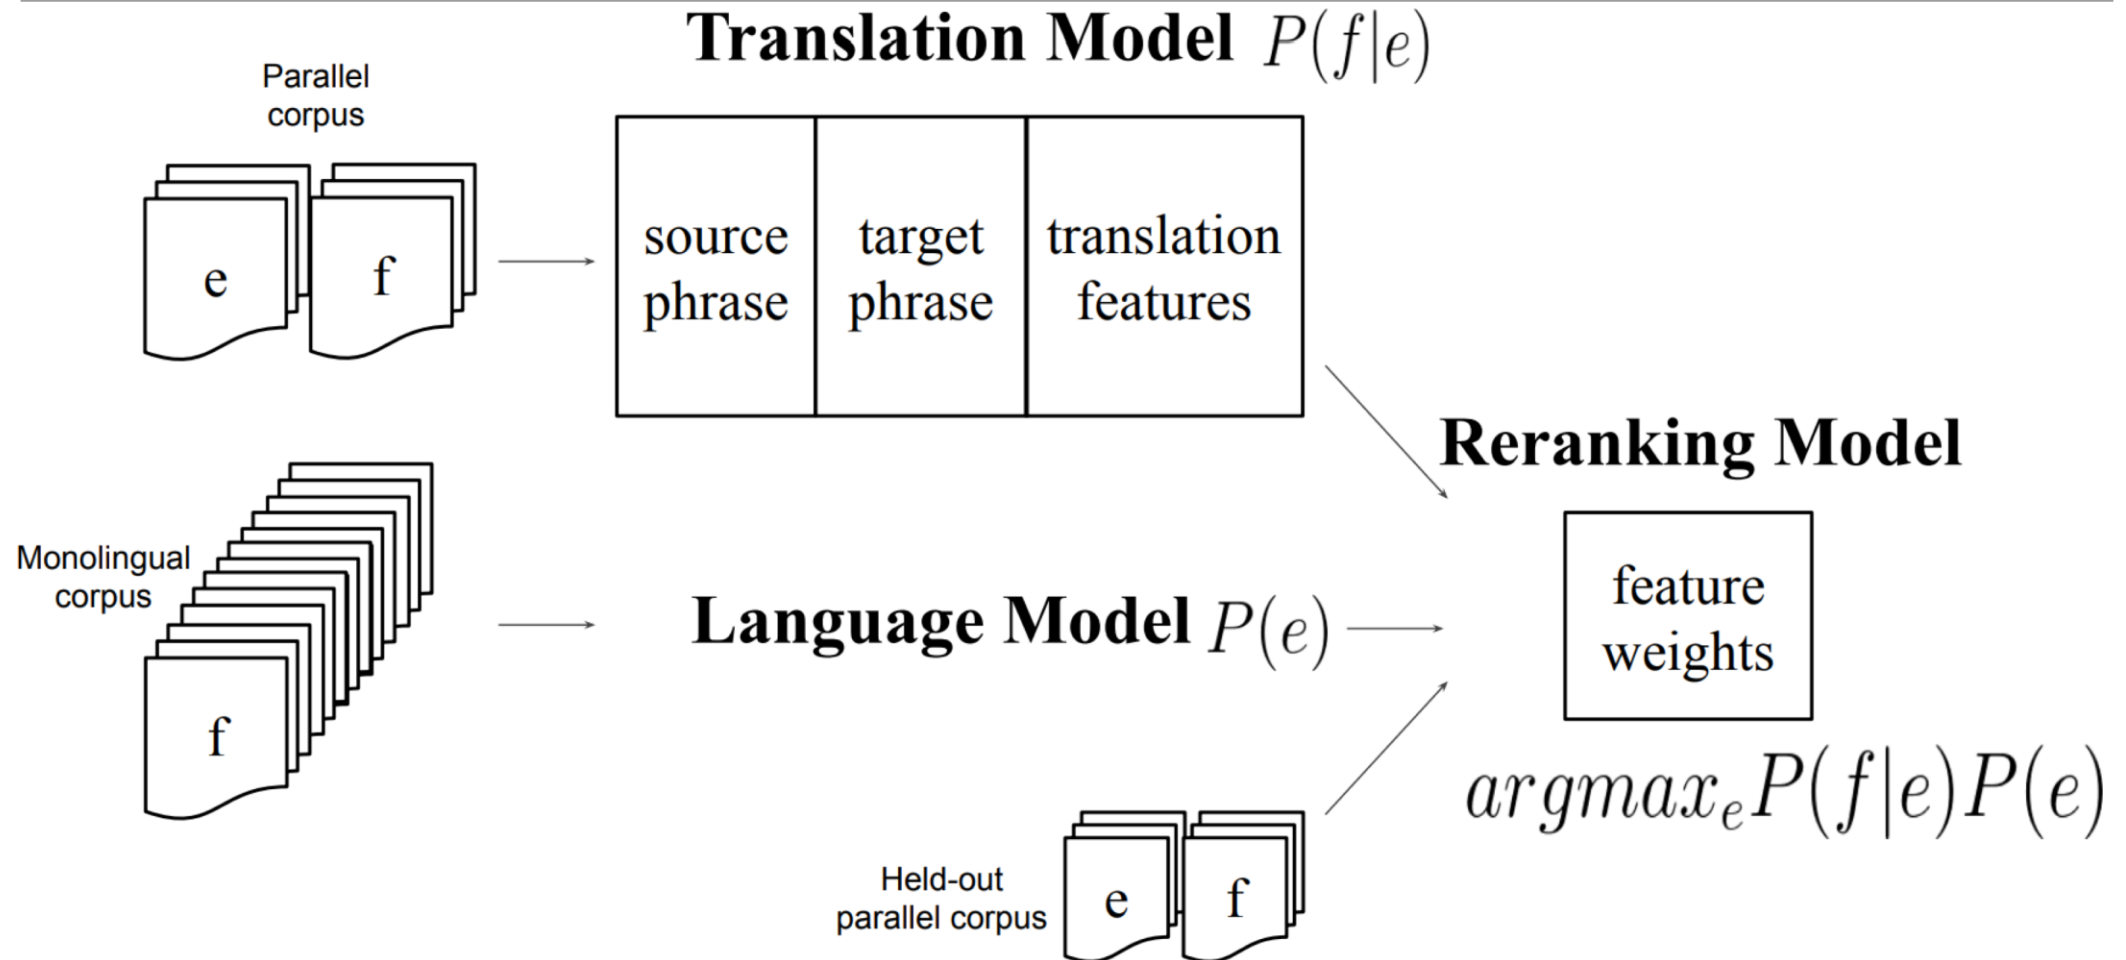 Translation Model P(f|e)
Parallel
corpus
e
f
source
phrase
target
phrase
translation
features
Reranking Model
Monolingual
corpus
f
Language Model P(e)
feature
weights
argmax_e P(f|e)P(e)
Held-out
parallel corpus
e
f